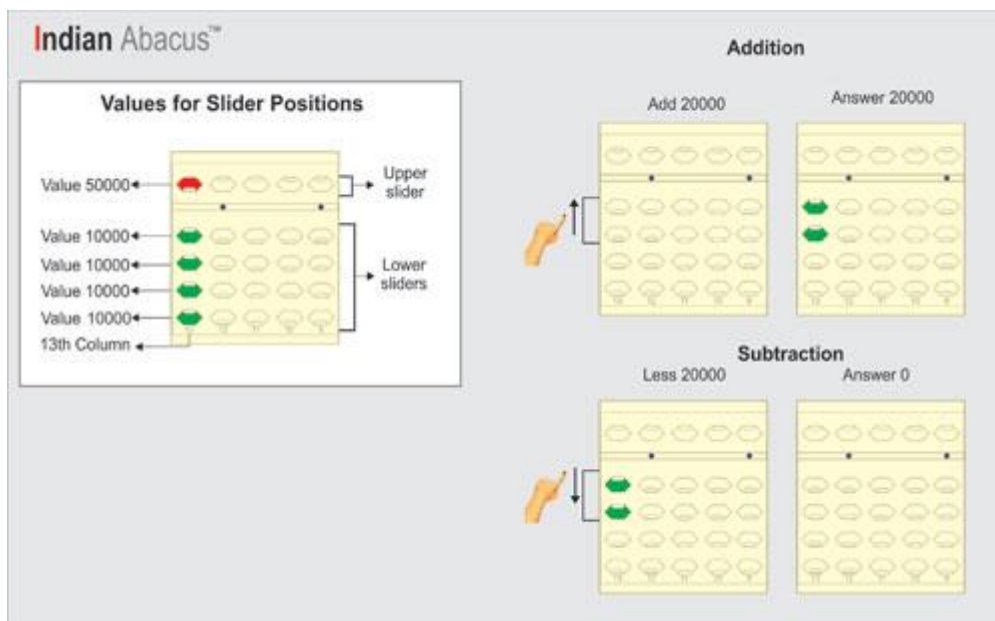 Indian Abacus™
Values for Slider Positions
Value 50000
Upper
slider
Value 10000
Value 10000
Value 10000
Value 10000
Lower
sliders
13th Column
Addition
Add 20000
Answer 20000
Subtraction
Less 20000
Answer 0